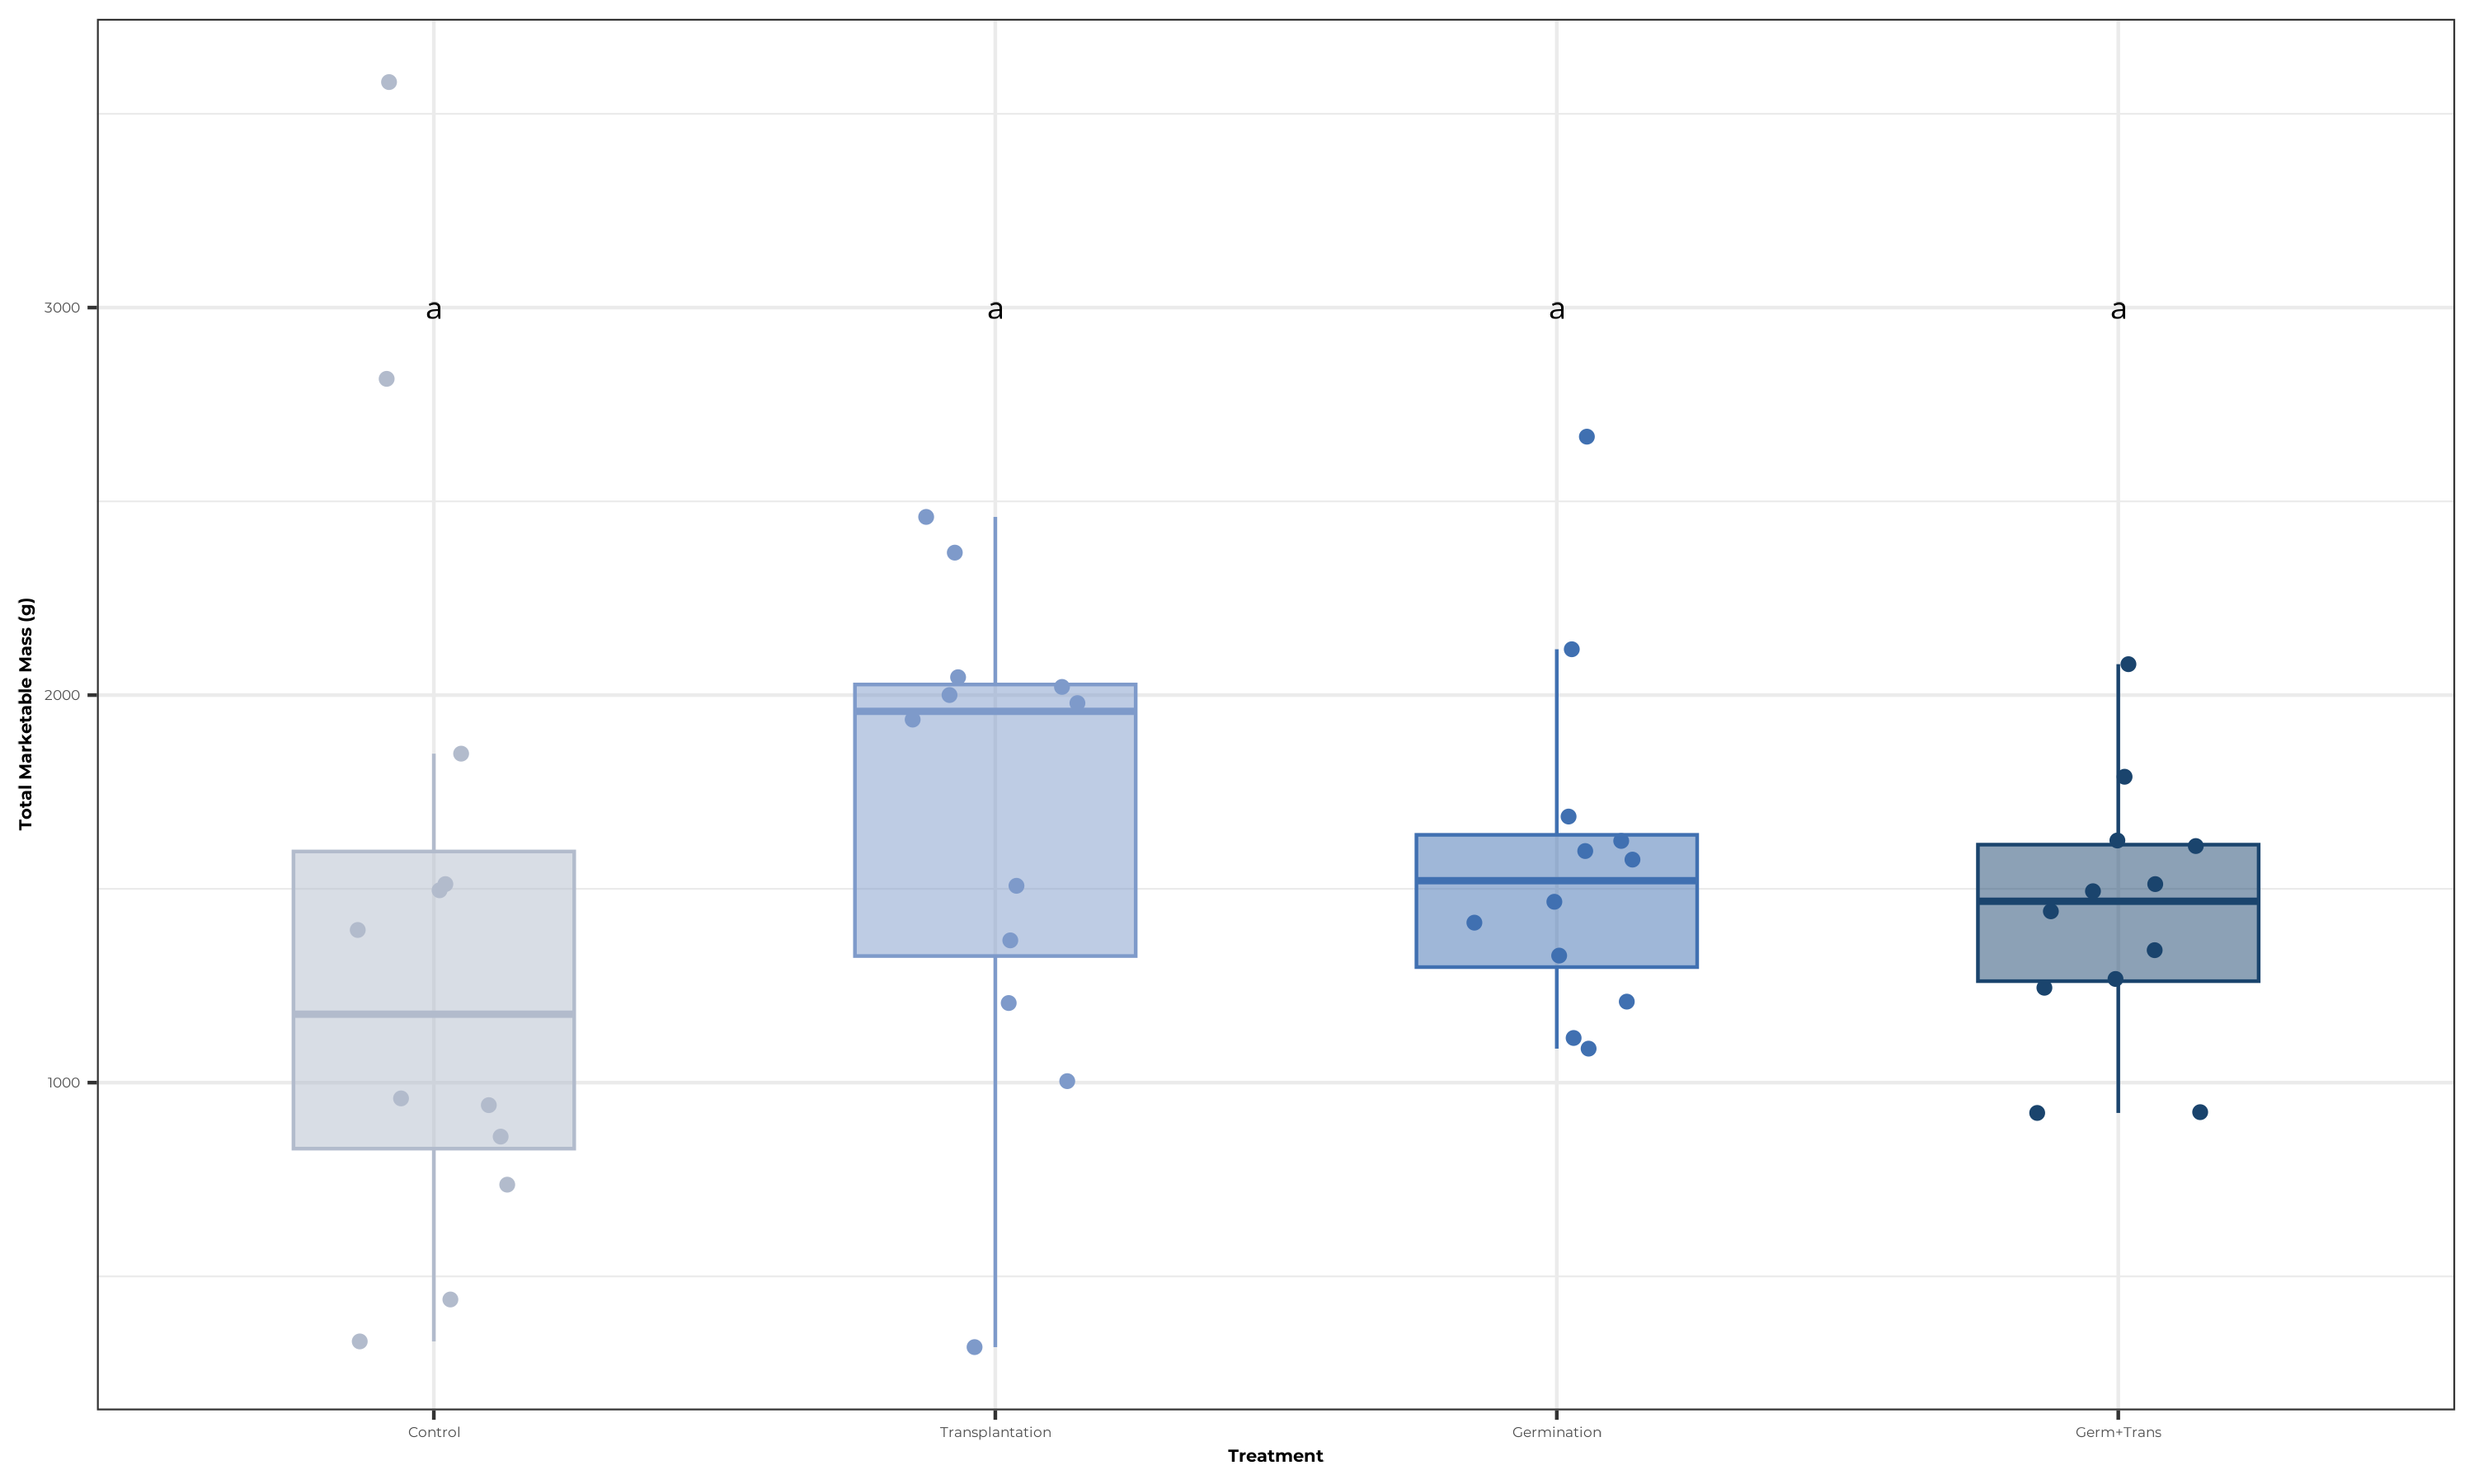 3000
2000
1000
a a a a
Total Marketable Mass (g)
Control Transplantation Germination Germ+Trans
Treatment